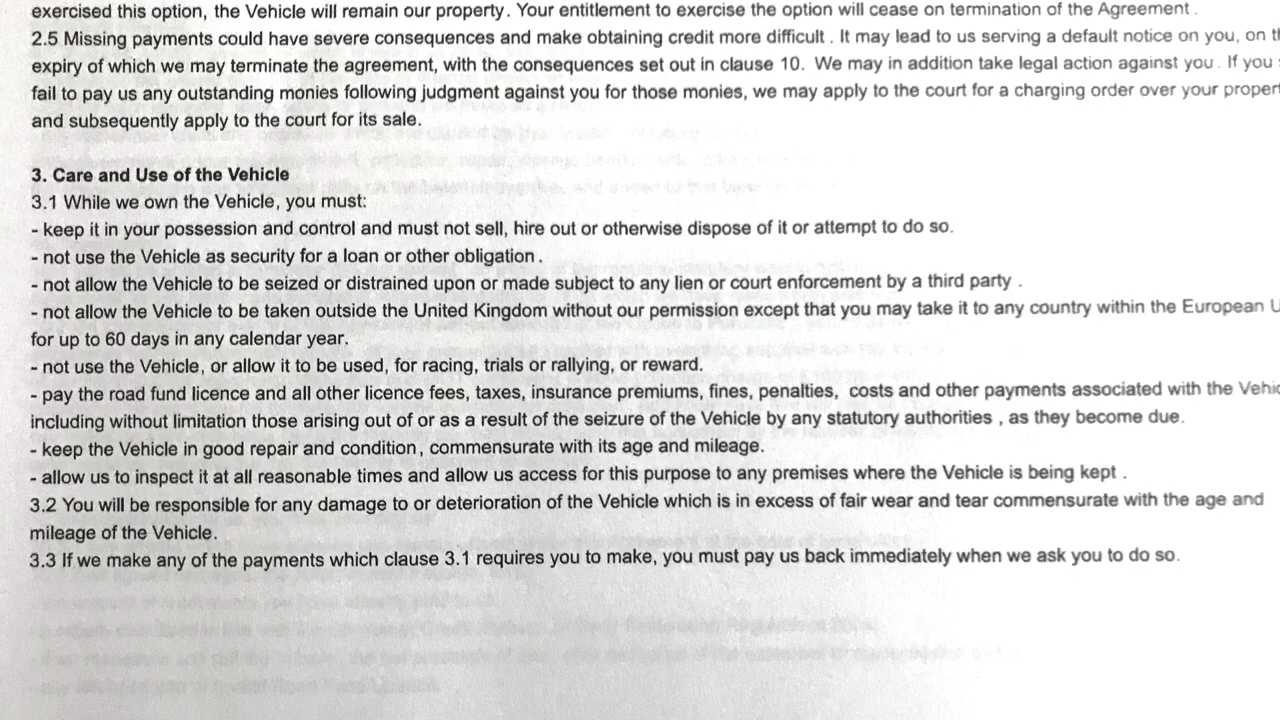 exercised this option, the Vehicle will remain our property. Your entitlement to exercise the option will cease on termination of the Agreement.
2.5 Missing payments could have severe consequences and make obtaining credit more difficult. It may lead to us serving a default notice on you, on
expiry of which we may terminate the agreement, with the consequences set out in clause 10. We may in addition take legal action against you. If you
fail to pay us any outstanding monies following judgment against you for those monies, we may apply to the court for a charging order over your
and subsequently apply to the court for its sale.
3. Care and Use of the Vehicle
3.1 While we own the Vehicle, you must:
- keep it in your possession and control and must not sell, hire out or otherwise dispose of it or attempt to do so.
- not use the Vehicle as security for a loan or other obligation.
- not allow the Vehicle to be seized or distrained upon or made subject to any lien or court enforcement by a third party.
- not allow the Vehicle to be taken outside the United Kingdom without our permission except that you may take it to any country within the European
for up to 60 days in any calendar year.
- not use the Vehicle, or allow it to be used, for racing, trials or rallying, or reward.
- pay the road fund licence and all other licence fees, taxes, insurance premiums, fines, penalties, costs and other payments associated with the
including without limitation those arising out of or as a result of the seizure of the Vehicle by any statutory authorities, as they become due.
- keep the Vehicle in good repair and condition, commensurate with its age and mileage.
- allow us to inspect it at all reasonable times and allow us access for this purpose to any premises where the Vehicle is being kept.
3.2 You will be responsible for any damage to or deterioration of the Vehicle which is in excess of fair wear and tear commensurate with the age and
mileage of the Vehicle.
3.3 If we make any of the payments which clause 3.1 requires you to make, you must pay us back immediately when we ask you to do so.